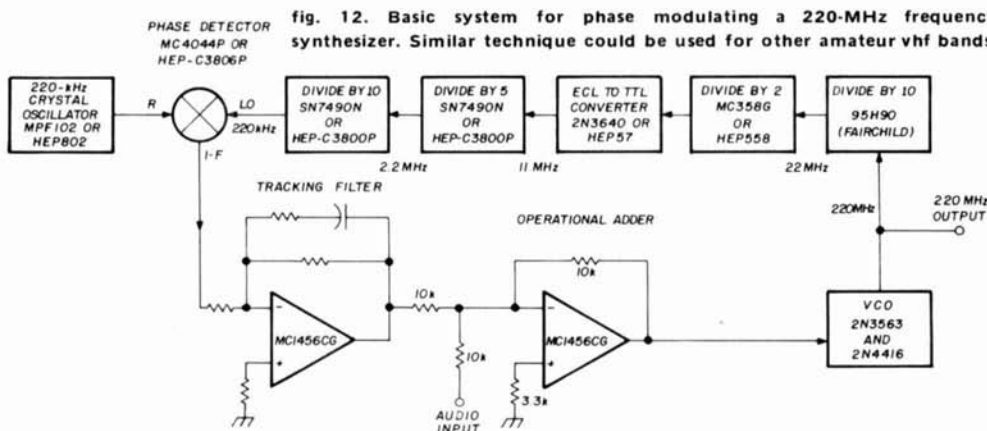 fig. 12. Basic system for phase modulating a 220-MHz frequenc
synthesizer. Similar technique could be used for other amateur vhf bands
PHASE DETECTOR
MC4044P OR
HEP-C3806P
220-kHz
CRYSTAL
OSCILLATOR
MPF102 OR
HEP802
R
LO
220kHz
I-F
DIVIDE BY 10
SN7490N
OR
HEP-C3800P
2.2 MHz
DIVIDE BY 5
SN7490N
OR
HEP-C3800P
11 MHz
ECL TO TTL
CONVERTER
2N3640 OR
HEP57
DIVIDE BY 2
MC358G
OR
HEP558
22 MHz
DIVIDE BY 10
95H90
(FAIRCHILD)
220MHz
220 MHz
OUTPUT
TRACKING FILTER
OPERATIONAL ADDER
10k
10k
10k
-
+
MC1456CG
-
+
MC1456CG
3.3k
AUDIO
INPUT
VCO
2N3563
AND
2N4416